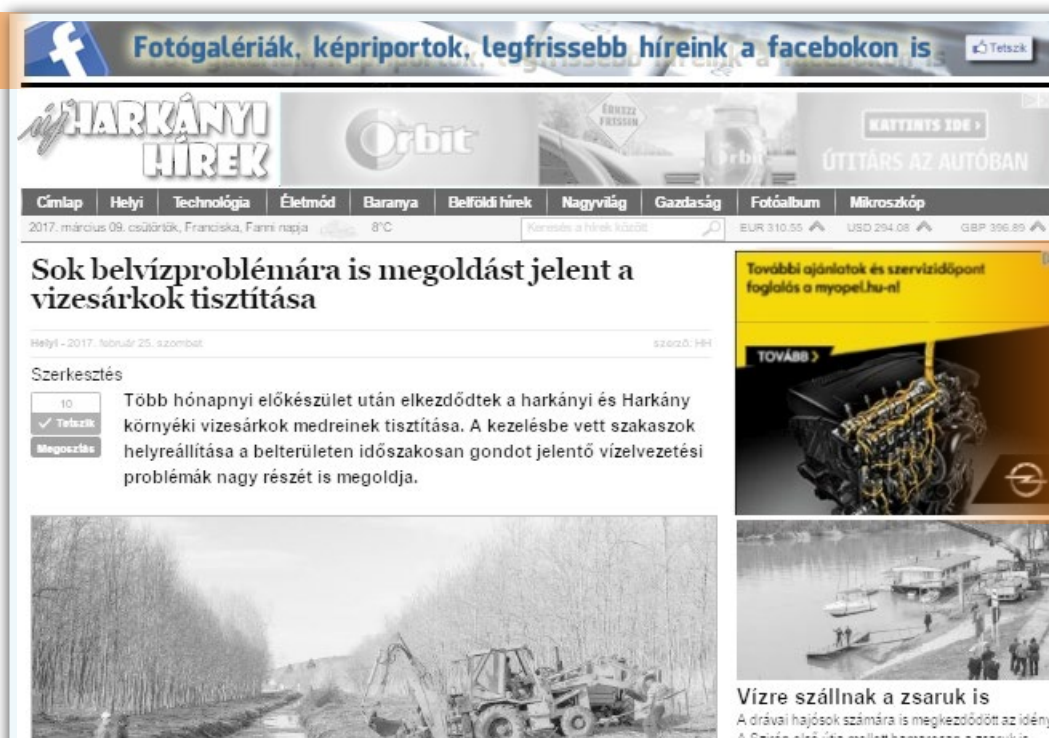 Fotógalériák, képriportok, legfrissebb híreink a facebokon is
Tetszik
új HARKÁNYI
HÍREK
Orbit
ÉRKEZZ
FRISSEN
KATTINTS IDE >
ÚTITÁRS AZ AUTÓBAN
Címlap Helyi Technológia Életmód Baranya Belföldi hírek Nagyvilág Gazdaság Fotóalbum Mikroszkóp
2017. március 09. csütörtök, Franciska, Fanni napja 8°C Keresés a hírek között EUR 310.55 USD 294.08 GBP 396.89
Sok belvízproblémára is megoldást jelent a
vizesárkok tisztítása
Helyi - 2017. február 25. szombat szerző: HH
Szerkesztés
10
Tetszik
Megosztás
Több hónapnyi előkészület után elkezdődtek a harkányi és Harkány
környéki vizesárkok medreinek tisztítása. A kezelésbe vett szakaszok
helyreállítása a belterületen időszakosan gondot jelentő vízelvezetési
problémák nagy részét is megoldja.
További ajánlatok és szervizidőpont
foglalás a myopel.hu-n!
TOVÁBB >
Vízre szállnak a zsaruk is
A drávai hajósok számára is megkezdődött az idény